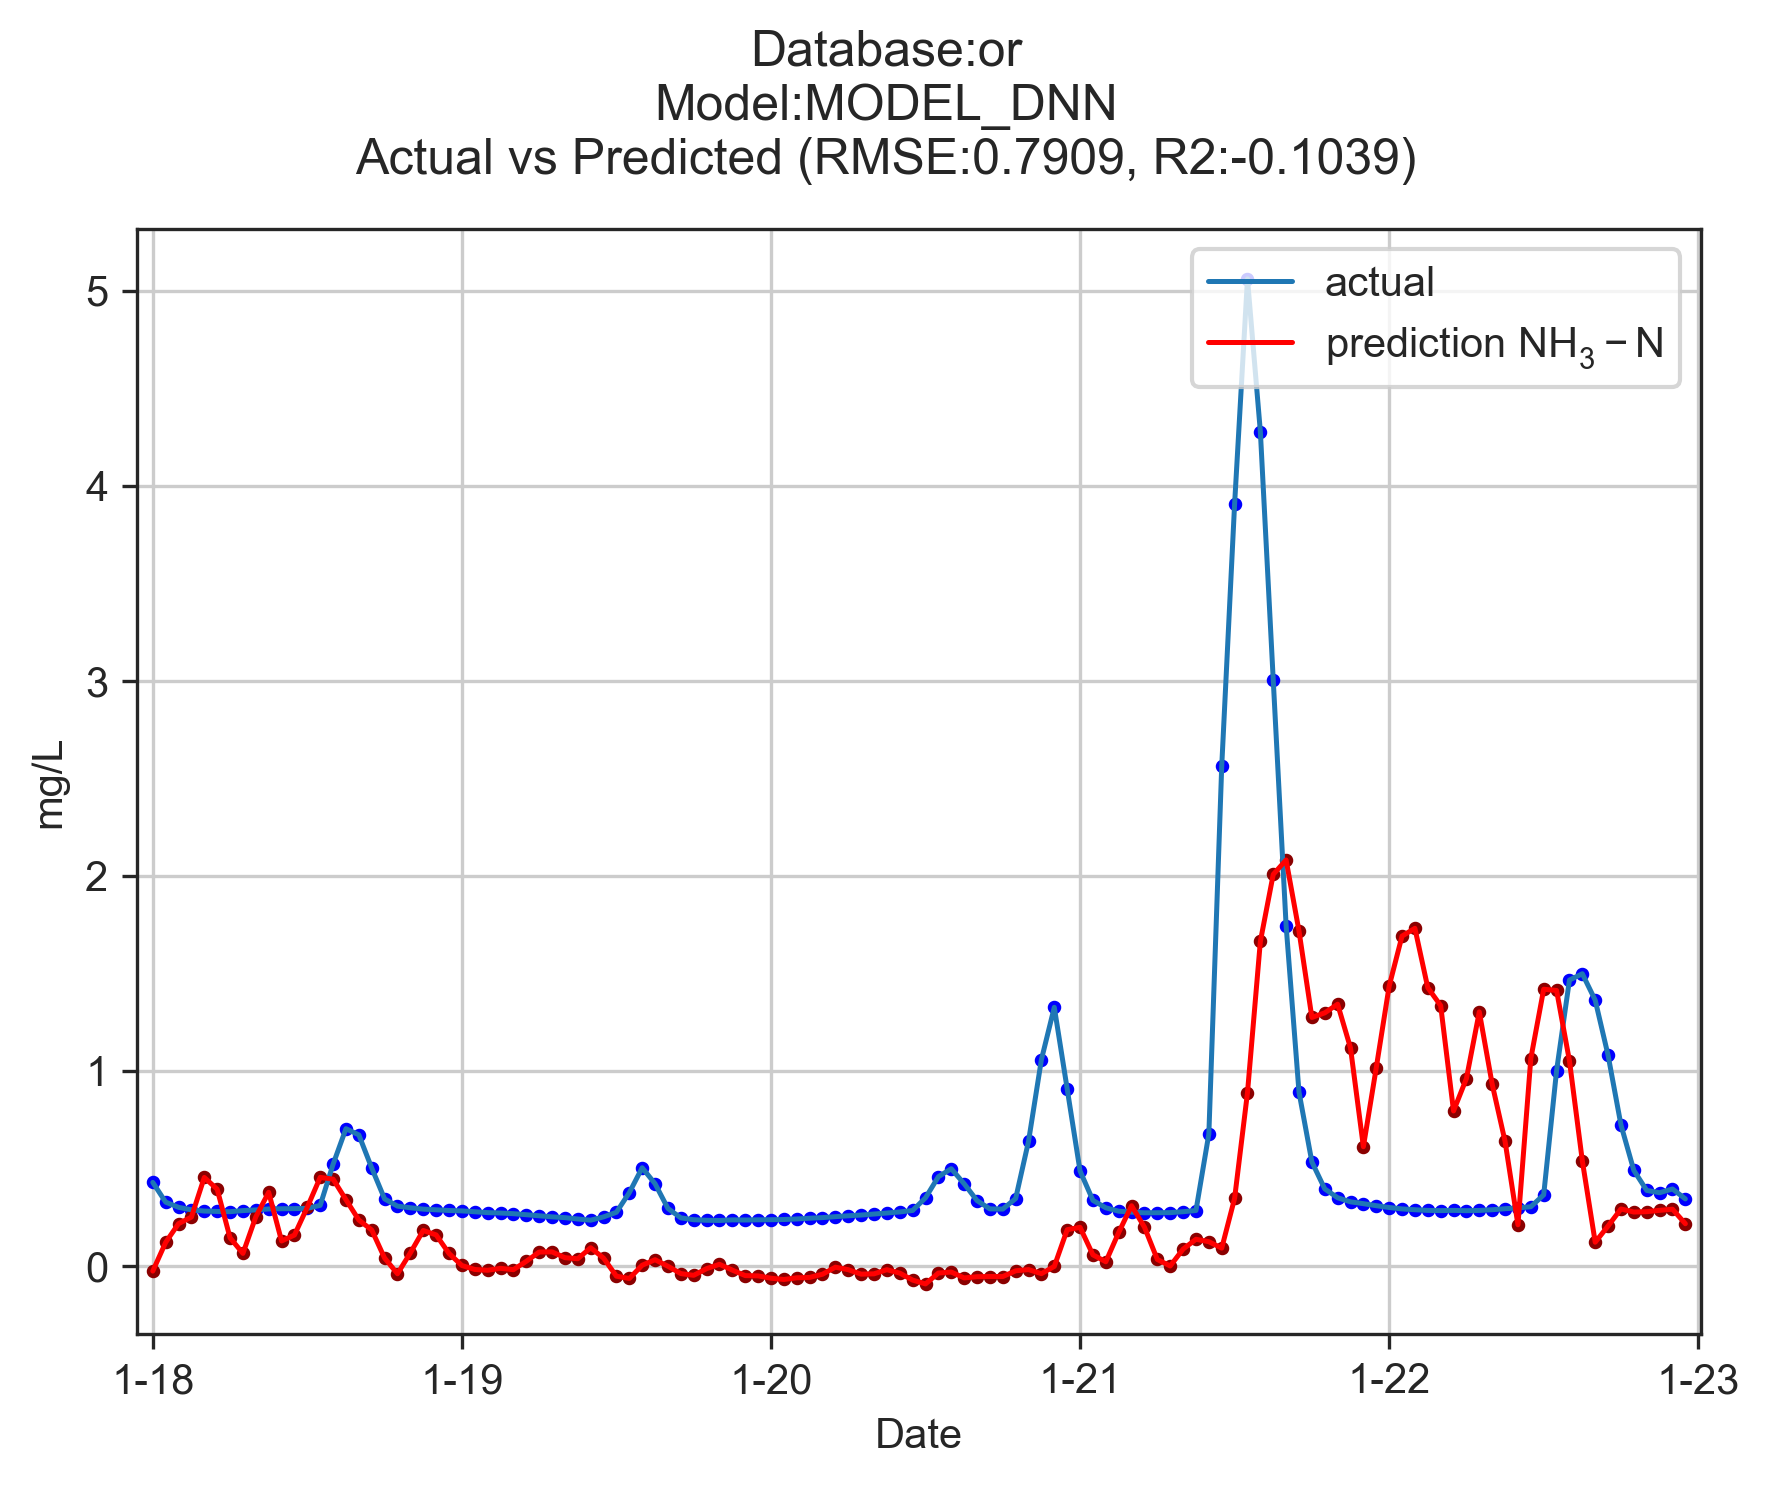 Database:or
Model:MODEL_DNN
Actual vs Predicted (RMSE:0.7909, R2:-0.1039)
actual
prediction NH₃ − N
5
4
3
2
1
0
mg/L
1-18 1-19 1-20 1-21 1-22 1-23
Date